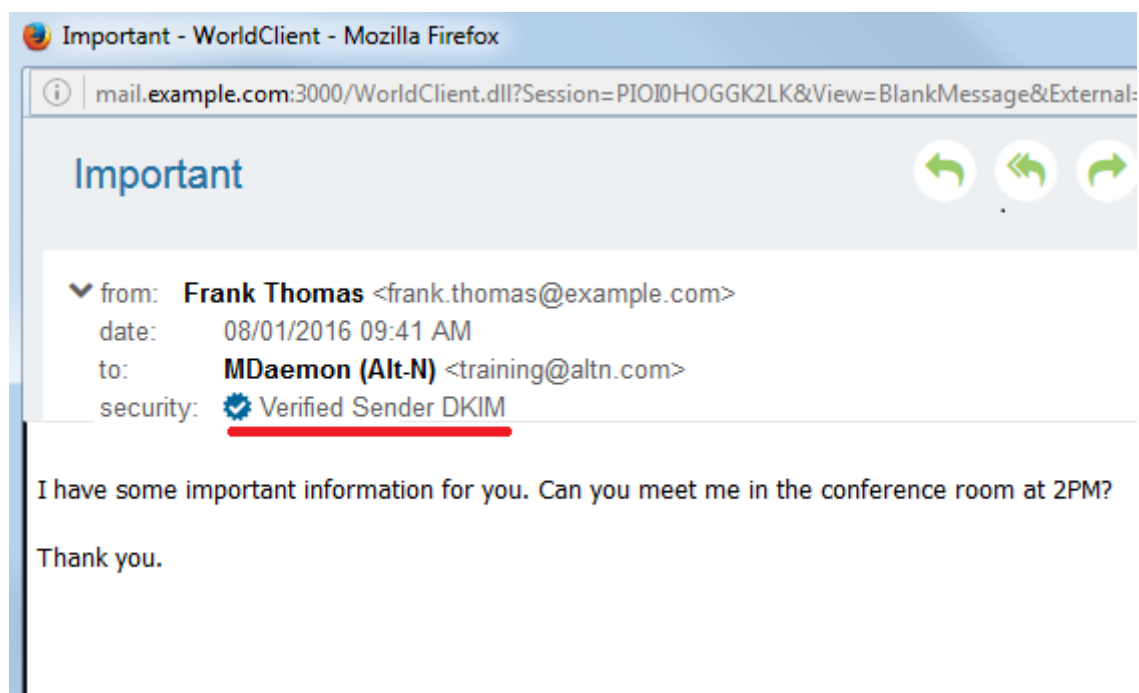 Important - WorldClient - Mozilla Firefox
mail.example.com:3000/WorldClient.dll?Session=PIOI0HOGGK2LK&View=BlankMessage&External=
Important
from: Frank Thomas <frank.thomas@example.com>
date: 08/01/2016 09:41 AM
to: MDaemon (Alt-N) <training@altn.com>
security: Verified Sender DKIM
I have some important information for you. Can you meet me in the conference room at 2PM?
Thank you.